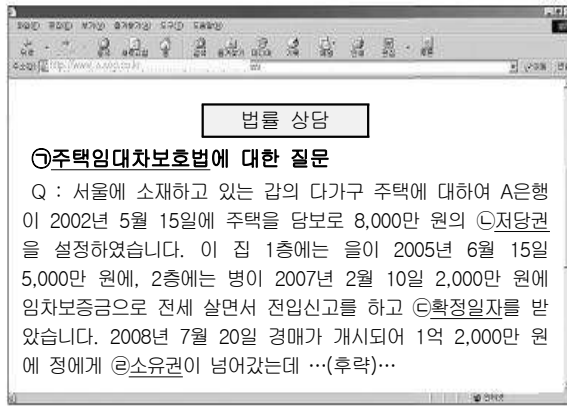 법률 상담
㉠주택임대차보호법에 대한 질문
Q : 서울에 소재하고 있는 갑의 다가구 주택에 대하여 A은행
이 2002년 5월 15일에 주택을 담보로 8,000만 원의 ㉡저당권
을 설정하였습니다. 이 집 1층에는 을이 2005년 6월 15일
5,000만 원에, 2층에는 병이 2007년 2월 10일 2,000만 원에
임차보증금으로 전세 살면서 전입신고를 하고 ㉢확정일자를 받
았습니다. 2008년 7월 20일 경매가 개시되어 1억 2,000만 원
에 정에게 ㉣소유권이 넘어갔는데 …(후략)…